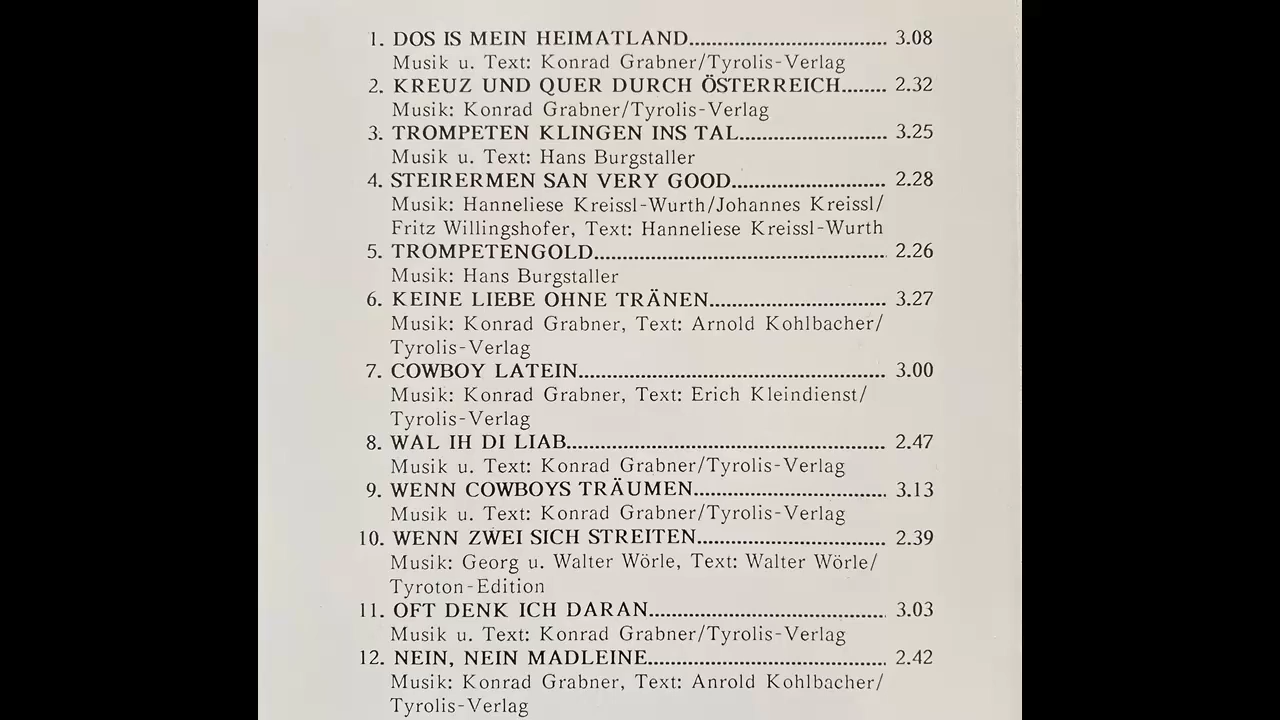 1. DOS IS MEIN HEIMATLAND.......................................... 3.08
Musik u. Text: Konrad Grabner/Tyrolis-Verlag
2. KREUZ UND QUER DURCH ÖSTERREICH......... 2.32
Musik: Konrad Grabner/Tyrolis-Verlag
3. TROMPETEN KLINGEN INS TAL............................... 3.25
Musik u. Text: Hans Burgstaller
4. STEIRERMEN SAN VERY GOOD................................. 2.28
Musik: Hanneliese Kreissl-Wurth/Johannes Kreissl/
Fritz Willingshofer, Text: Hanneliese Kreissl-Wurth
5. TROMPETENGOLD.............................................................. 2.26
Musik: Hans Burgstaller
6. KEINE LIEBE OHNE TRÄNEN..................................... 3.27
Musik: Konrad Grabner, Text: Arnold Kohlbacher/
Tyrolis-Verlag
7. COWBOY LATEIN................................................................. 3.00
Musik: Konrad Grabner, Text: Erich Kleindienst/
Tyrolis-Verlag
8. WAL IH DI LIAB.................................................................... 2.47
Musik u. Text: Konrad Grabner/Tyrolis-Verlag
9. WENN COWBOYS TRÄUMEN......................................... 3.13
Musik u. Text: Konrad Grabner/Tyrolis-Verlag
10. WENN ZWEI SICH STREITEN........................................ 2.39
Musik: Georg u. Walter Wörle, Text: Walter Wörle/
Tyroton-Edition
11. OFT DENK ICH DARAN.................................................. 3.03
Musik u. Text: Konrad Grabner/Tyrolis-Verlag
12. NEIN, NEIN MADLEINE.................................................. 2.42
Musik: Konrad Grabner, Text: Anrold Kohlbacher/
Tyrolis-Verlag